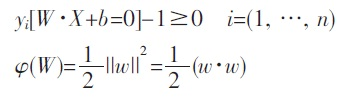 yᵢ[W·X+b=0]−1≥0 i=(1, ⋯, n)
φ(W)=1/2||w||²=1/2(w·w)